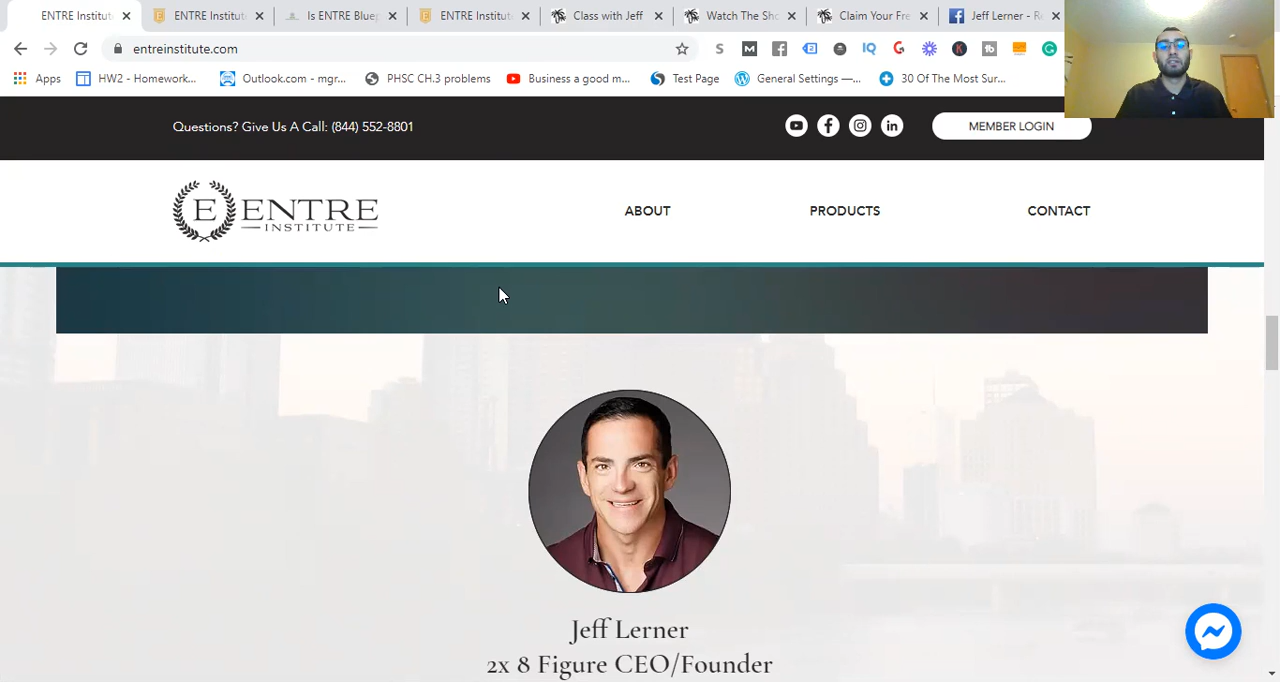 ENTRE Institut
ENTRE Institut
Is ENTRE Bluep
ENTRE Institut
Class with Jeff
Watch The Sho
Claim Your Fre
Jeff Lerner - R
entreinstitute.com
Apps
HW2 - Homework...
Outlook.com - mgr...
PHSC CH.3 problems
Business a good m...
Test Page
General Settings —...
30 Of The Most Sur...
Questions? Give Us A Call: (844) 552-8801
MEMBER LOGIN
E ENTRE
INSTITUTE
ABOUT
PRODUCTS
CONTACT
Jeff Lerner
2x 8 Figure CEO/Founder